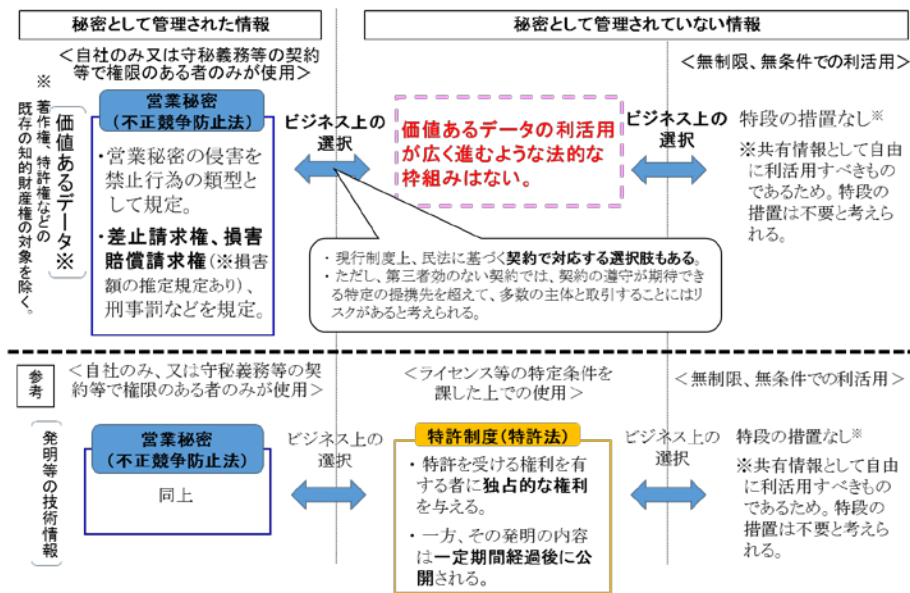 秘密として管理された情報
秘密として管理されていない情報
＜自社のみ又は守秘義務等の契約
等で権限のある者のみが使用＞
＜無制限、無条件での利活用＞
価値あるデータ※
※ 著作権、特許権などの
既存の知的財産権の対象を除く。
営業秘密
（不正競争防止法）
・営業秘密の侵害を
禁止行為の類型と
して規定。
・差止請求権、損害
賠償請求権（※損害
額の推定規定あり）、
刑事罰などを規定。
ビジネス上の
選択
価値あるデータの利活用
が広く進むような法的な
枠組みはない。
ビジネス上の
選択
特段の措置なし※
※共有情報として自由
に利活用すべきもの
であるため。特段の
措置は不要と考えら
れる。
・現行制度上、民法に基づく契約で対応する選択肢もある。
・ただし、第三者効のない契約では、契約の遵守が期待でき
る特定の提携先を超えて、多数の主体と取引することにはリ
スクがあると考えられる。
参考
＜自社のみ、又は守秘義務等の契
約等で権限のある者のみが使用＞
＜ライセンス等の特定条件を
課した上での使用＞
＜無制限、無条件での利活用＞
発明等の技術情報
営業秘密
（不正競争防止法）
同上
ビジネス上の
選択
特許制度（特許法）
・特許を受ける権利を有
する者に独占的な権利
を与える。
・一方、その発明の内容
は一定期間経過後に公
開される。
ビジネス上の
選択
特段の措置なし※
※共有情報として自由
に利活用すべきもの
であるため。特段の
措置は不要と考えら
れる。